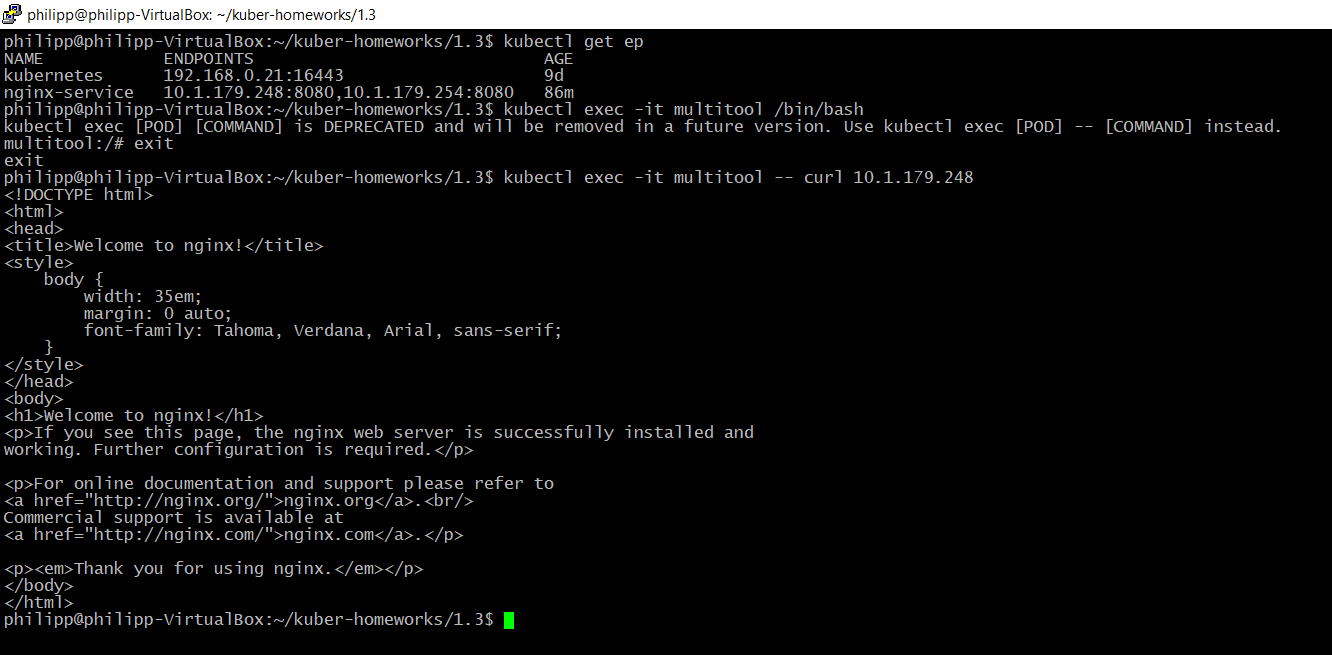 philipp@philipp-VirtualBox: ~/kuber-homeworks/1.3
philipp@philipp-VirtualBox:~/kuber-homeworks/1.3$ kubectl get ep
NAME            ENDPOINTS                             AGE
kubernetes      192.168.0.21:16443                    9d
nginx-service   10.1.179.248:8080,10.1.179.254:8080   86m
philipp@philipp-VirtualBox:~/kuber-homeworks/1.3$ kubectl exec -it multitool /bin/bash
kubectl exec [POD] [COMMAND] is DEPRECATED and will be removed in a future version. Use kubectl exec [POD] -- [COMMAND] instead.
multitool:/# exit
exit
philipp@philipp-VirtualBox:~/kuber-homeworks/1.3$ kubectl exec -it multitool -- curl 10.1.179.248
<!DOCTYPE html>
<html>
<head>
<title>Welcome to nginx!</title>
<style>
    body {
        width: 35em;
        margin: 0 auto;
        font-family: Tahoma, Verdana, Arial, sans-serif;
    }
</style>
</head>
<body>
<h1>Welcome to nginx!</h1>
<p>If you see this page, the nginx web server is successfully installed and
working. Further configuration is required.</p>

<p>For online documentation and support please refer to
<a href="http://nginx.org/">nginx.org</a>.<br/>
Commercial support is available at
<a href="http://nginx.com/">nginx.com</a>.</p>

<p><em>Thank you for using nginx.</em></p>
</body>
</html>
philipp@philipp-VirtualBox:~/kuber-homeworks/1.3$